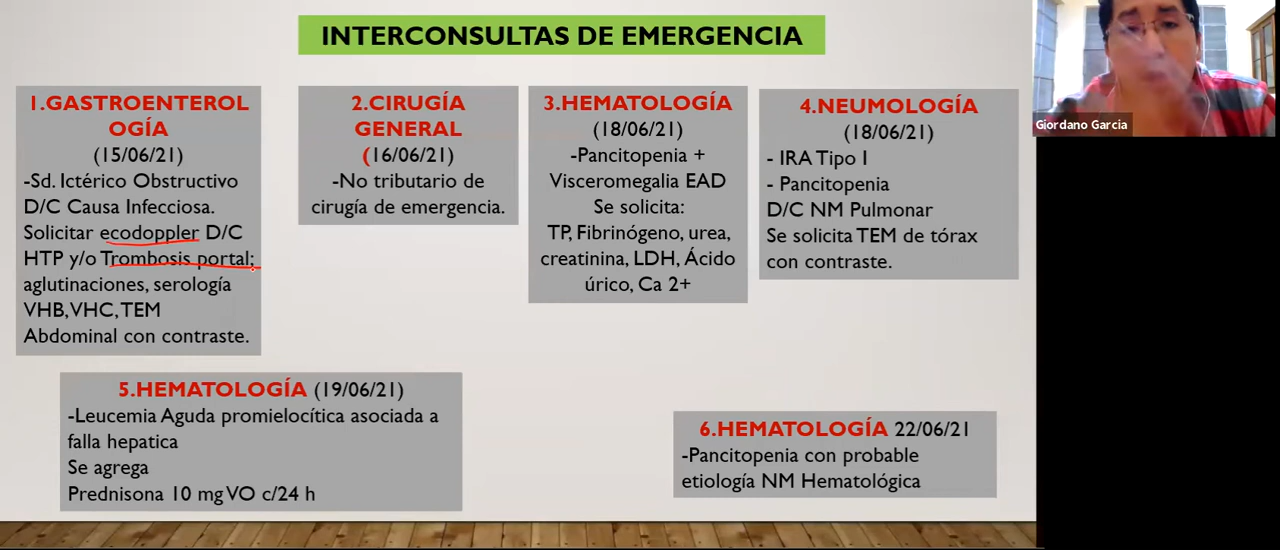 INTERCONSULTAS DE EMERGENCIA
1.GASTROENTEROL
OGÍA
(15/06/21)
-Sd. Ictérico Obstructivo
D/C Causa Infecciosa.
Solicitar ecodoppler D/C
HTP y/o Trombosis portal;
aglutinaciones, serología
VHB, VHC, TEM
Abdominal con contraste.
2.CIRUGÍA
GENERAL
(16/06/21)
-No tributario de
cirugía de emergencia.
3.HEMATOLOGÍA
(18/06/21)
-Pancitopenia +
Visceromegalia EAD
Se solicita:
TP, Fibrinógeno, urea,
creatinina, LDH, Ácido
úrico, Ca 2+
4.NEUMOLOGÍA
(18/06/21)
- IRA Tipo I
- Pancitopenia
D/C NM Pulmonar
Se solicita TEM de tórax
con contraste.
Giordano Garcia
5.HEMATOLOGÍA (19/06/21)
-Leucemia Aguda promielocítica asociada a
falla hepatica
Se agrega
Prednisona 10 mg VO c/24 h
6.HEMATOLOGÍA 22/06/21
-Pancitopenia con probable
etiología NM Hematológica